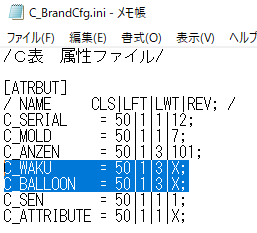 C_BrandCfg.ini - メモ帳
ファイル(F) 編集(E) 書式(O) 表示(V) ヘルプ
/C表 属性ファイル/
[ATRBUT]
/ NAME CLS|LFT|LWT|REV; /
C_SERIAL = 50|1|1|12;
C_MOLD = 50|1|1|7;
C_ANZEN = 50|1|3|101;
C_WAKU = 50|1|3|X;
C_BALLOON = 50|1|3|X;
C_SEN = 50|1|1|1;
C_ATTRIBUTE = 50|1|1|X;